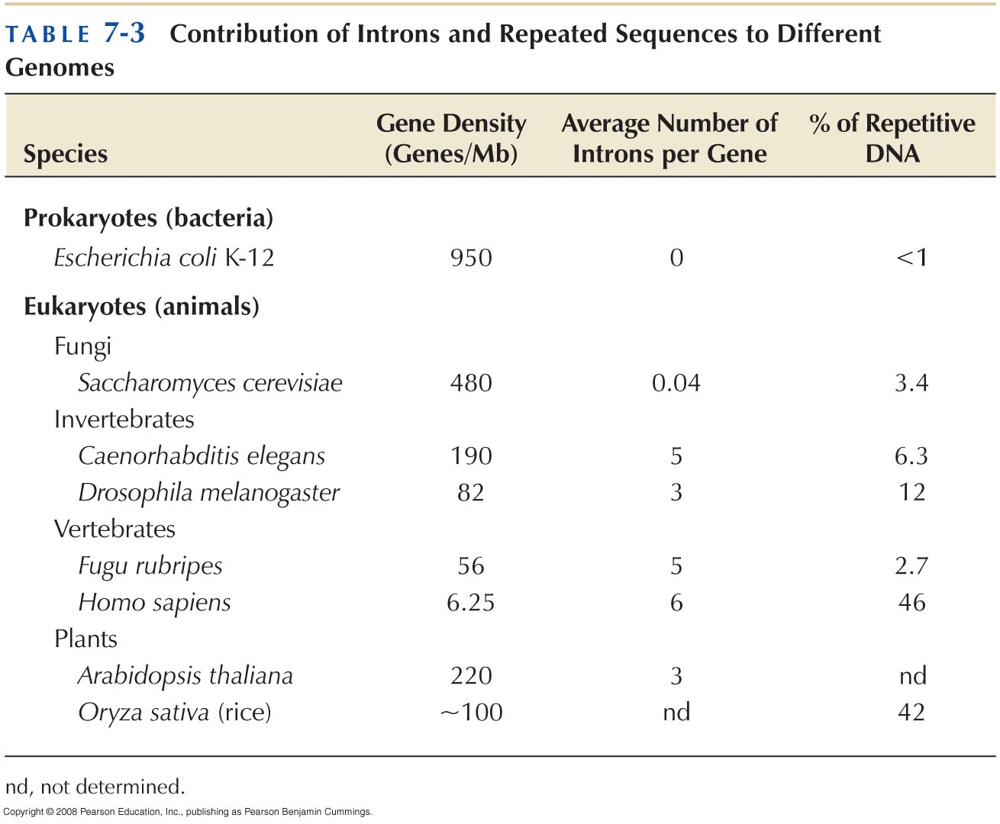 TABLE 7-3 Contribution of Introns and Repeated Sequences to Different
Genomes
Species Gene Density (Genes/Mb) Average Number of Introns per Gene % of Repetitive DNA
Prokaryotes (bacteria)
Escherichia coli K-12 950 0 <1
Eukaryotes (animals)
Fungi
Saccharomyces cerevisiae 480 0.04 3.4
Invertebrates
Caenorhabditis elegans 190 5 6.3
Drosophila melanogaster 82 3 12
Vertebrates
Fugu rubripes 56 5 2.7
Homo sapiens 6.25 6 46
Plants
Arabidopsis thaliana 220 3 nd
Oryza sativa (rice) ~100 nd 42
nd, not determined.
Copyright © 2008 Pearson Education, Inc., publishing as Pearson Benjamin Cummings.